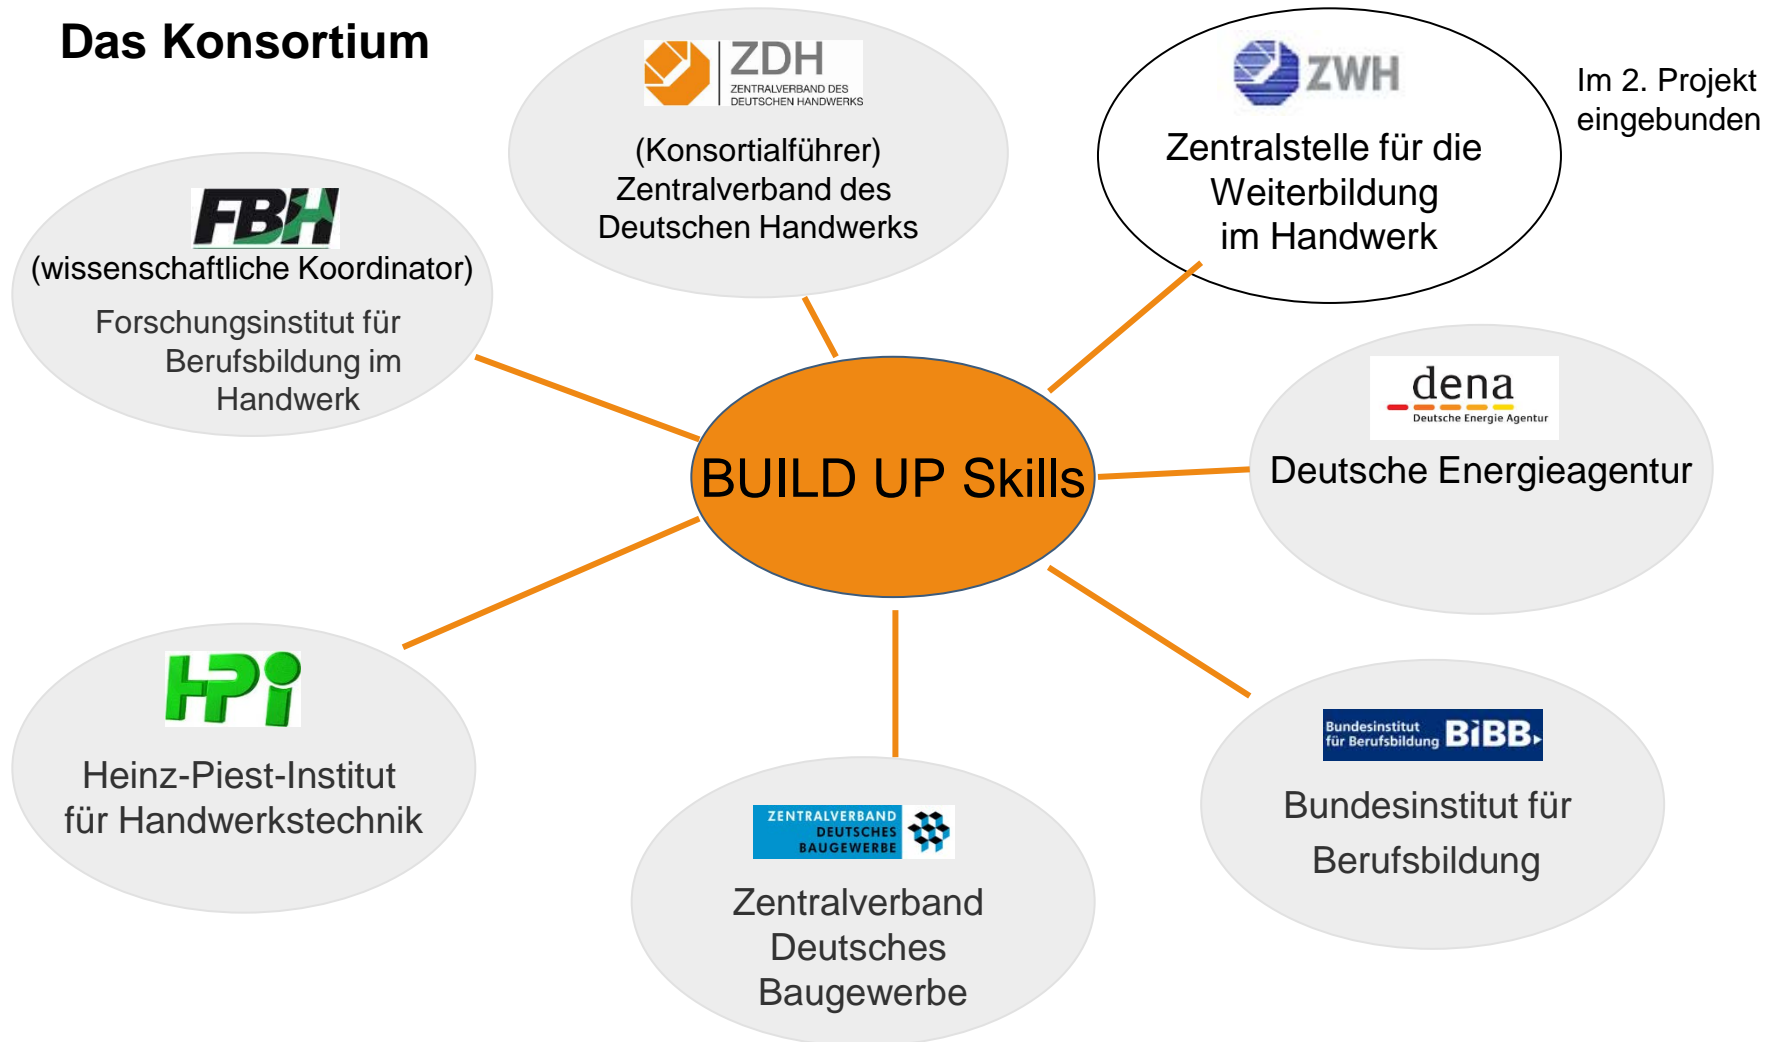 Das Konsortium
ZDH
ZENTRALVERBAND DES
DEUTSCHEN HANDWERKS
(Konsortialführer)
Zentralverband des
Deutschen Handwerks
ZWH
Zentralstelle für die
Weiterbildung
im Handwerk
Im 2. Projekt
eingebunden
FBH
(wissenschaftliche Koordinator)
Forschungsinstitut für
Berufsbildung im
Handwerk
dena
Deutsche Energie Agentur
Deutsche Energieagentur
BUILD UP Skills
HPi
Heinz-Piest-Institut
für Handwerkstechnik
ZENTRALVERBAND
DEUTSCHES
BAUGEWERBE
Zentralverband
Deutsches
Baugewerbe
Bundesinstitut
für Berufsbildung BiBB
Bundesinstitut für
Berufsbildung